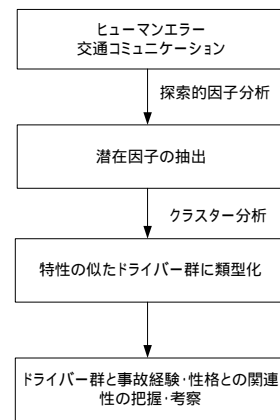 ヒューマンエラー
交通コミュニケーション
探索的因子分析
潜在因子の抽出
クラスター分析
特性の似たドライバー群に類型化
ドライバー群と事故経験・性格との関連
性の把握・考察